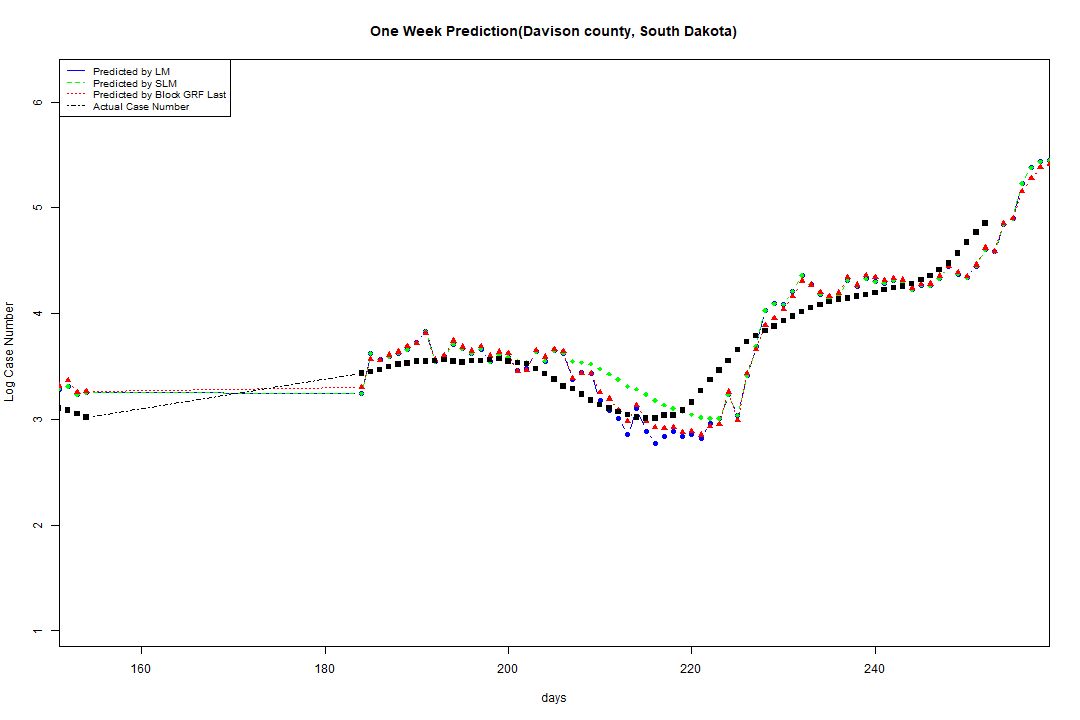 One Week Prediction(Davison county, South Dakota)
Predicted by LM
Predicted by SLM
Predicted by Block GRF Last
Actual Case Number
Log Case Number
6
5
4
3
2
1
160 180 200 220 240
days